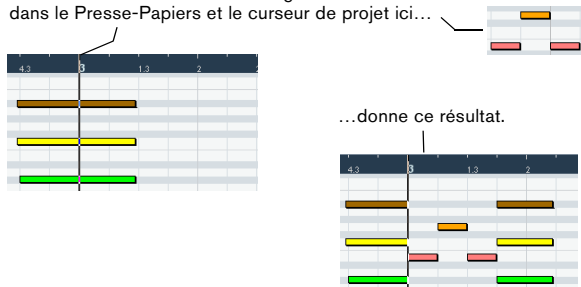 dans le Presse-Papiers et le curseur de projet ici…
4.3 3 1.3 2
…donne ce résultat.
4.3 3 1.3 2